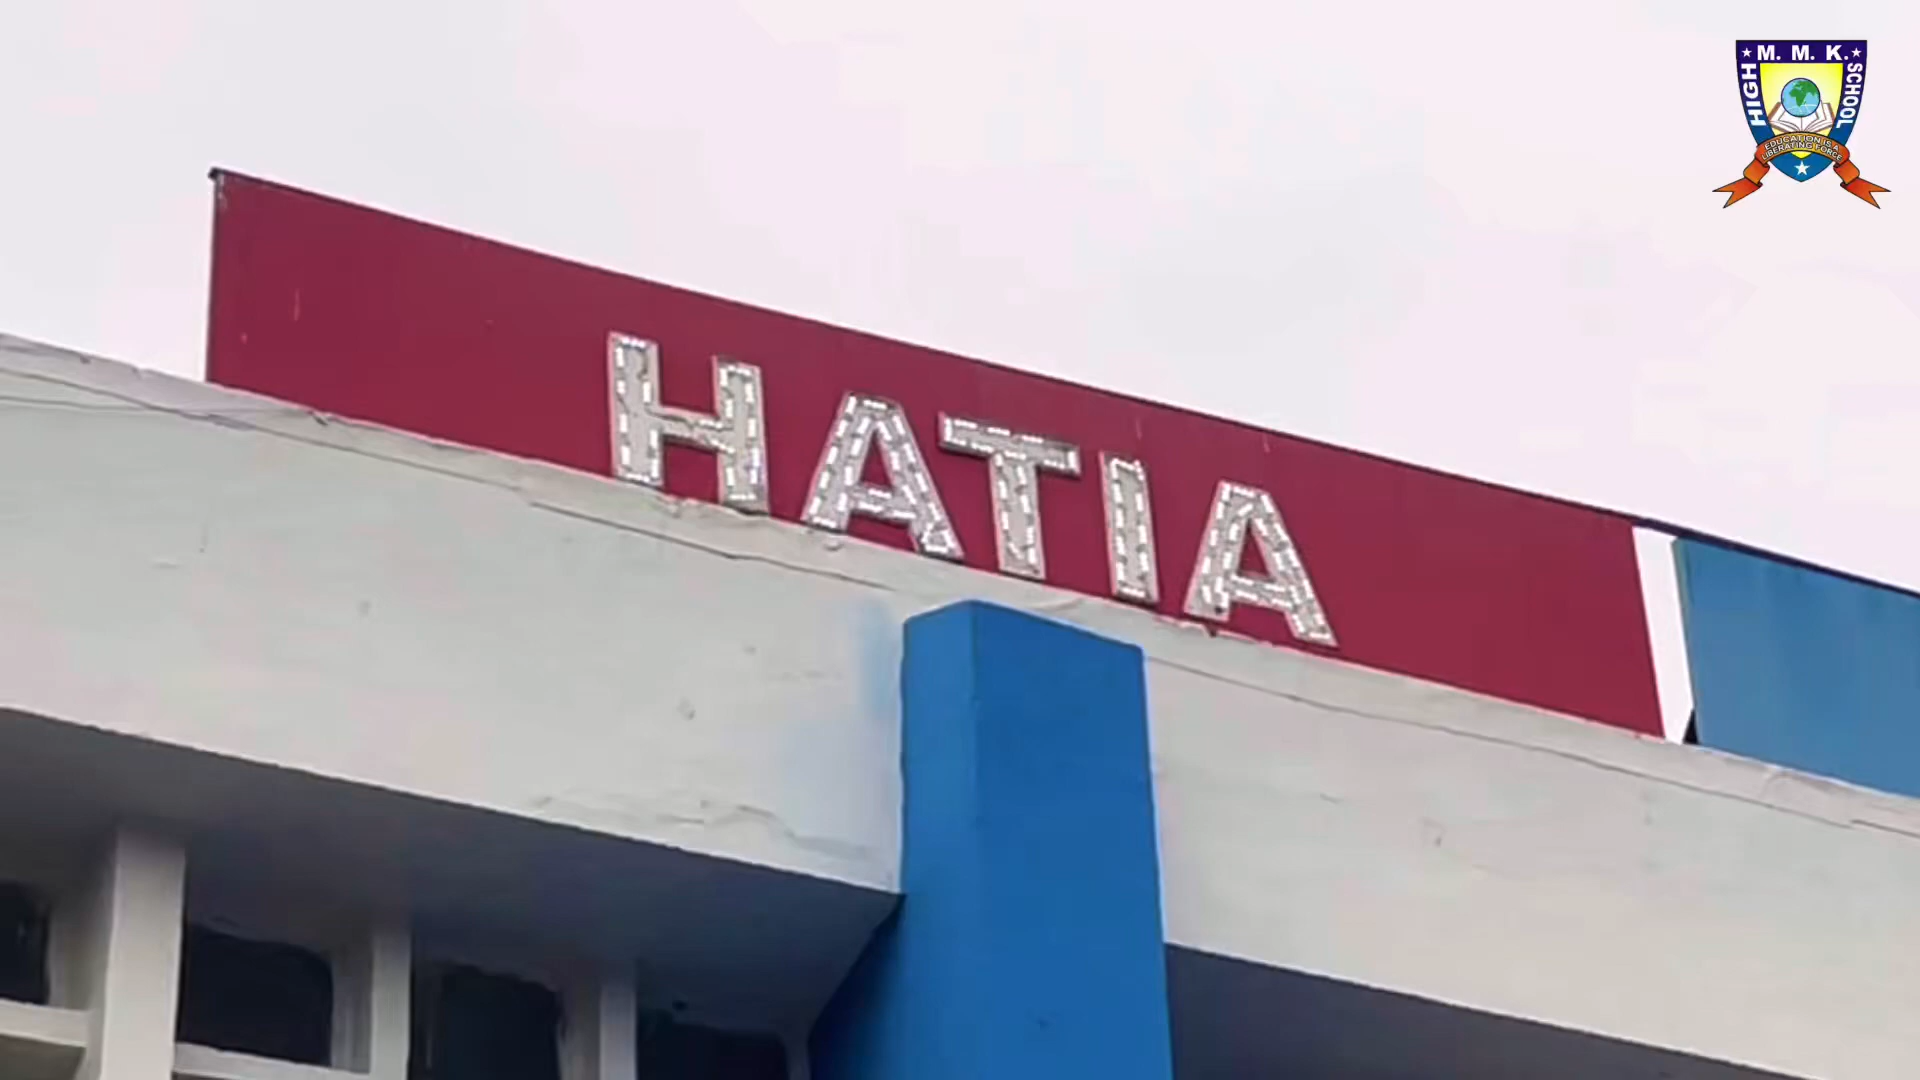 HATIA
M. M. K.
HIGH
SCHOOL
EDUCATION IS A
LIBERATING FORCE